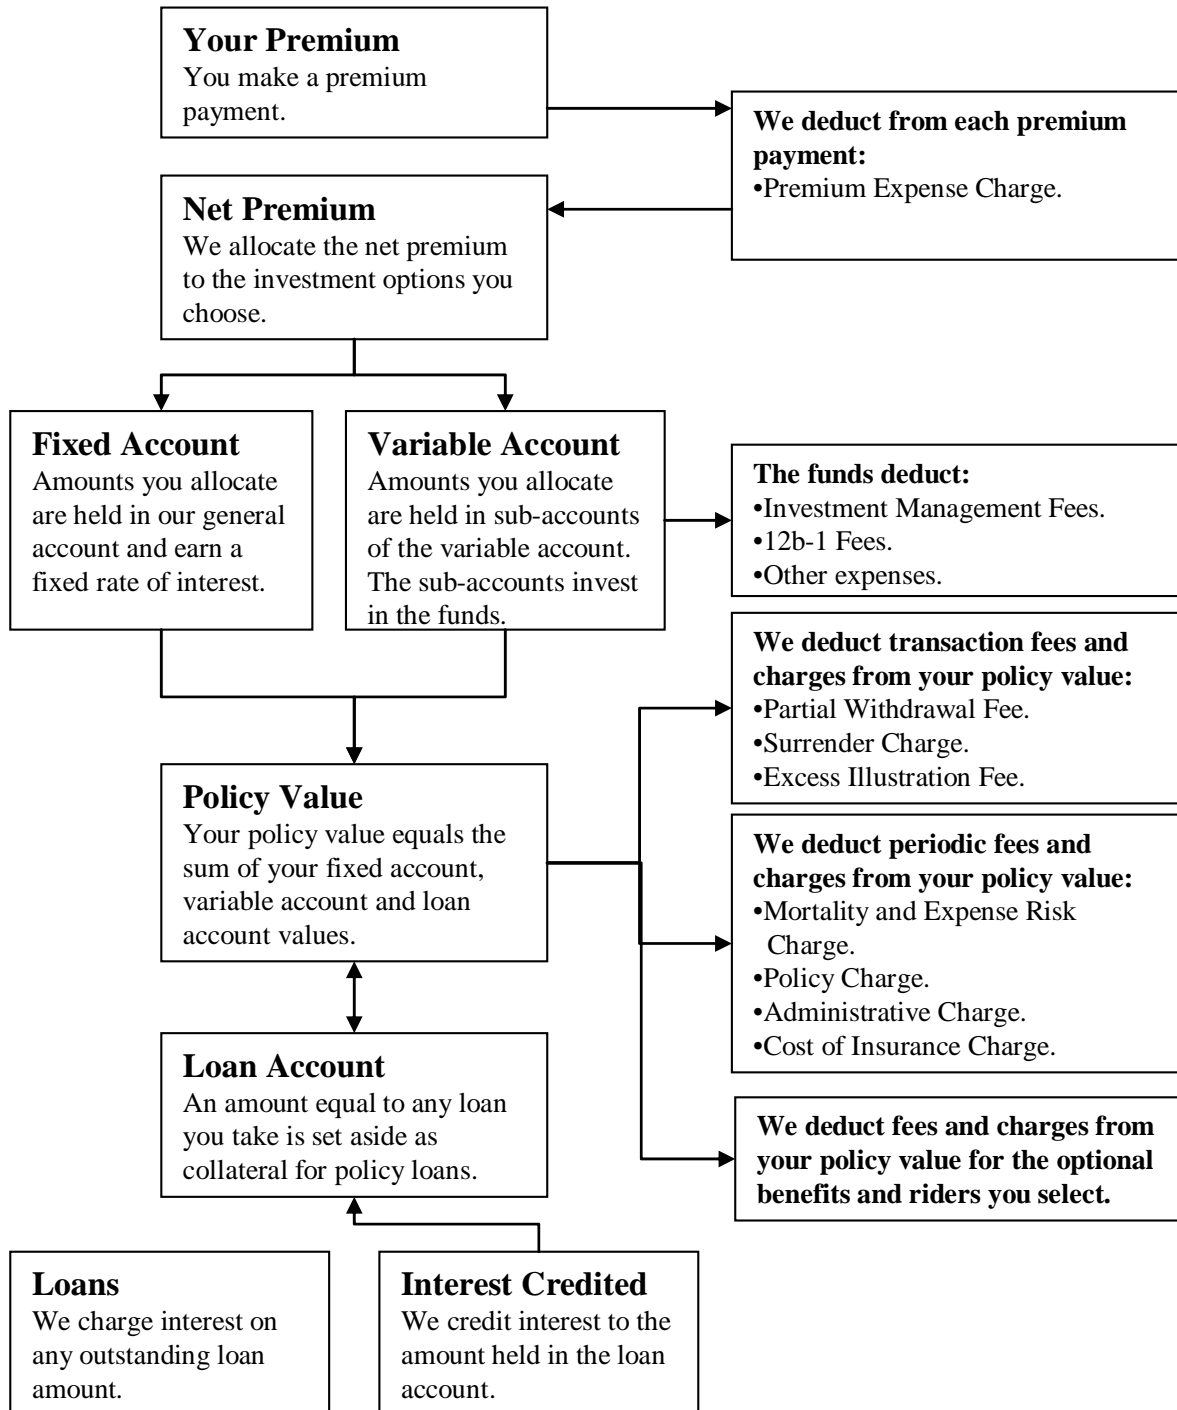 Your Premium
You make a premium
payment.
We deduct from each premium
payment:
•Premium Expense Charge.
Net Premium
We allocate the net premium
to the investment options you
choose.
Fixed Account
Amounts you allocate
are held in our general
account and earn a
fixed rate of interest.
Variable Account
Amounts you allocate
are held in sub-accounts
of the variable account.
The sub-accounts invest
in the funds.
The funds deduct:
•Investment Management Fees.
•12b-1 Fees.
•Other expenses.
We deduct transaction fees and
charges from your policy value:
•Partial Withdrawal Fee.
•Surrender Charge.
•Excess Illustration Fee.
Policy Value
Your policy value equals the
sum of your fixed account,
variable account and loan
account values.
We deduct periodic fees and
charges from your policy value:
•Mortality and Expense Risk
Charge.
•Policy Charge.
•Administrative Charge.
•Cost of Insurance Charge.
Loan Account
An amount equal to any loan
you take is set aside as
collateral for policy loans.
We deduct fees and charges from
your policy value for the optional
benefits and riders you select.
Loans
We charge interest on
any outstanding loan
amount.
Interest Credited
We credit interest to the
amount held in the loan
account.